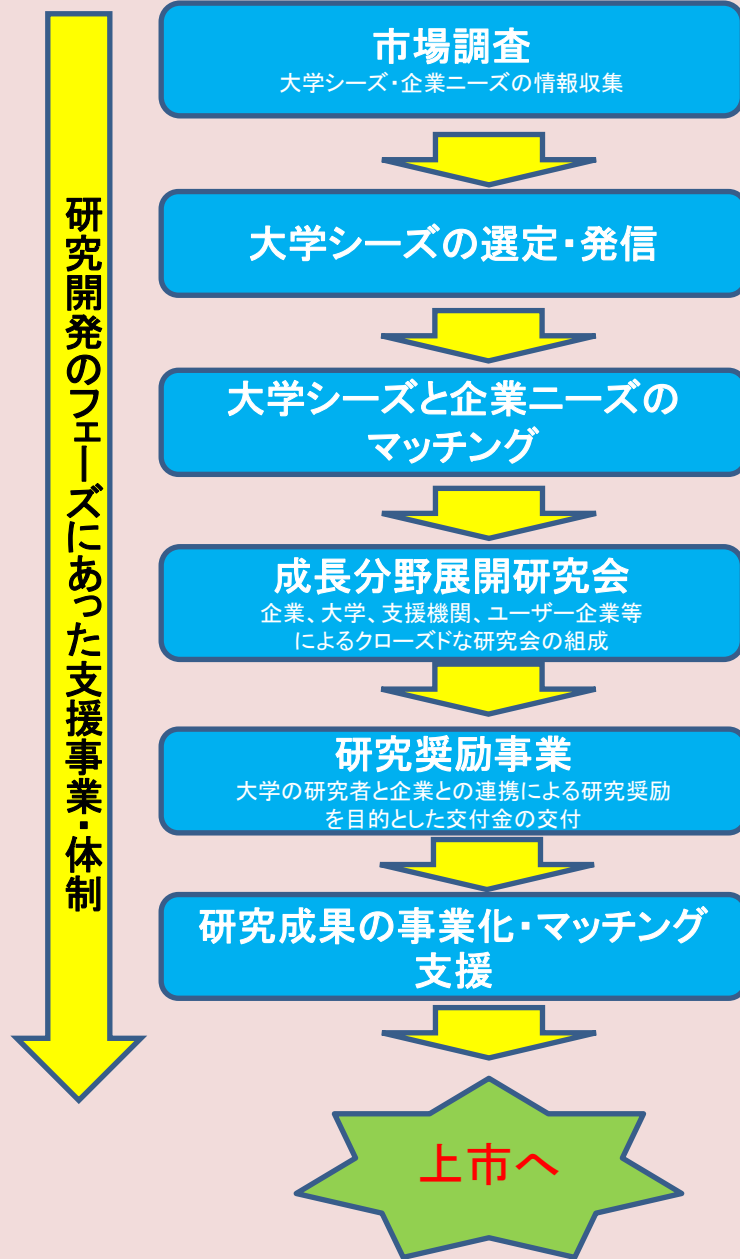 市場調査
大学シーズ・企業ニーズの情報収集
大学シーズの選定・発信
大学シーズと企業ニーズの
マッチング
成長分野展開研究会
企業、大学、支援機関、ユーザー企業等
によるクローズドな研究会の組成
研究奨励事業
大学の研究者と企業との連携による研究奨励
を目的とした交付金の交付
研究成果の事業化・マッチング
支援
上市へ
研究開発のフェーズにあった支援事業・体制